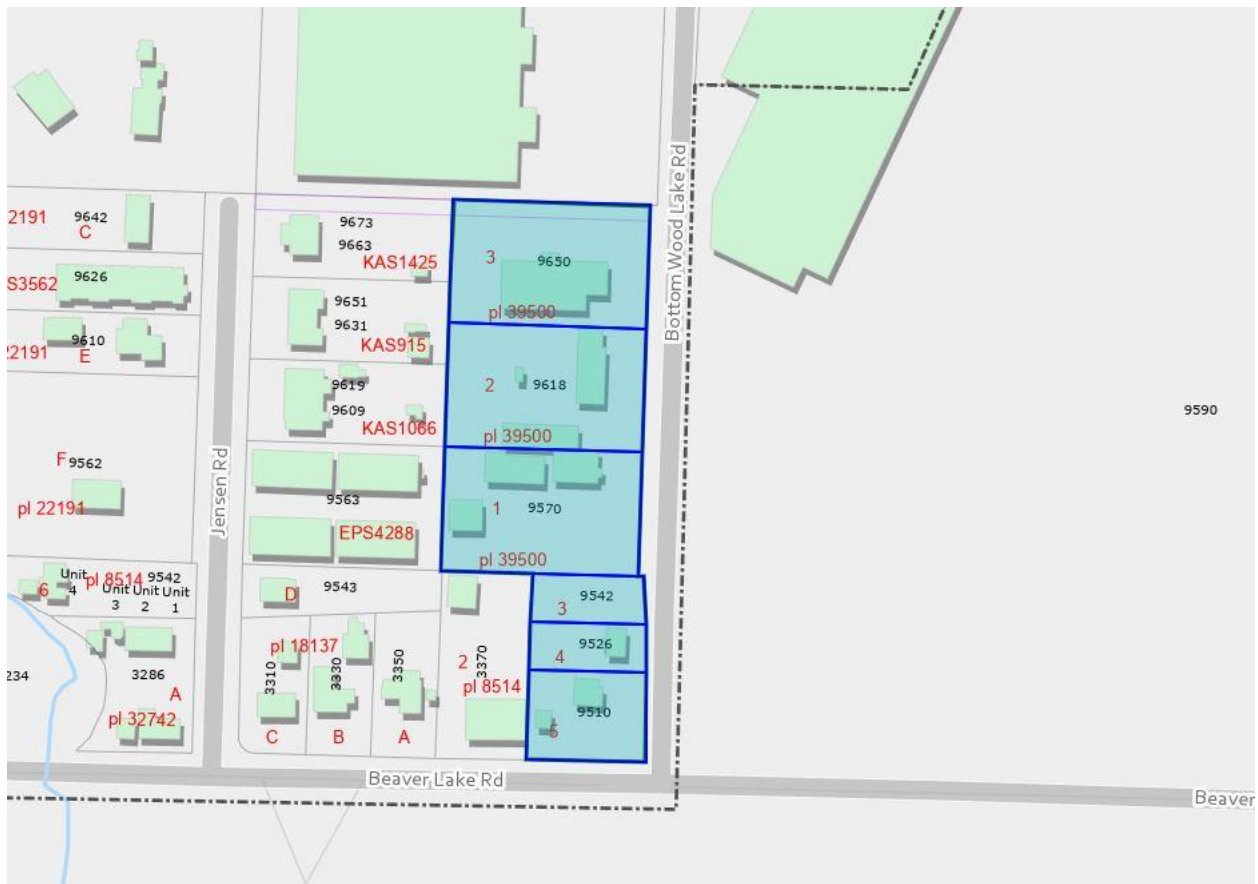 Bottom Wood Lake Rd
2191
9642
C
9673
9663
KAS1425
3
9650
pl 39500
S3562
9626
9651
9631
KAS915
22191
9610
E
9619
9609
KAS1066
2
9618
pl 39500
9590
F
9562
pl 22191
Jensen Rd
9563
EPS4288
1
9570
pl 39500
6
Unit
4
pl 8514
9542
Unit
3
Unit
2
Unit
1
D
9543
9542
3
234
3286
A
pl 32742
pl 18137
3310
3330
3350
C
B
A
2
3370
pl 8514
9526
4
9510
5
Beaver Lake Rd
Beaver